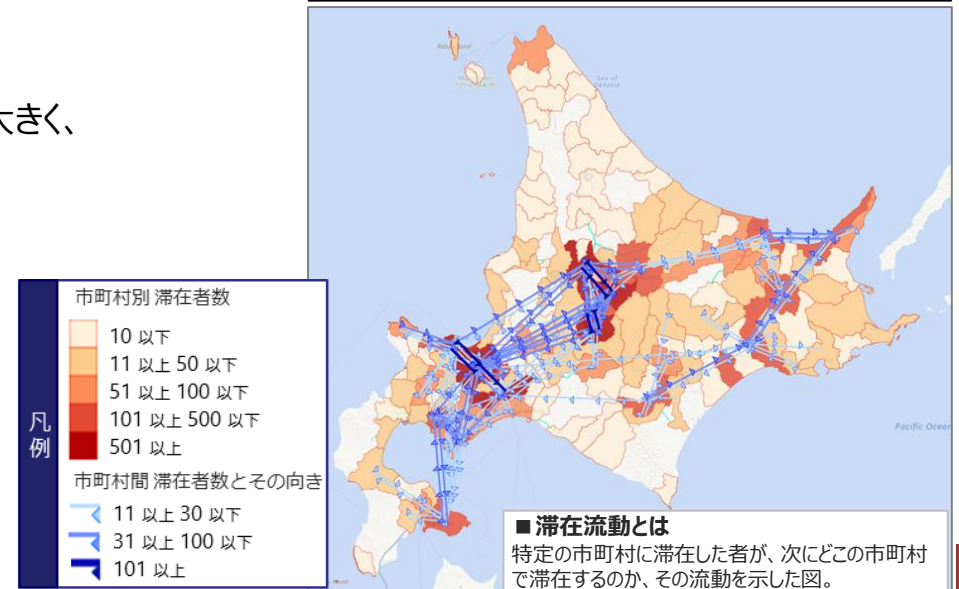 大きく、
Sea of
Okhotsk
Pacific Ocean
凡例
市町村別 滞在者数
10 以下
11 以上 50 以下
51 以上 100 以下
101 以上 500 以下
501 以上
市町村間 滞在者数とその向き
11 以上 30 以下
31 以上 100 以下
101 以上
■滞在流動とは
特定の市町村に滞在した者が、次にどこの市町村
で滞在するのか、その流動を示した図。